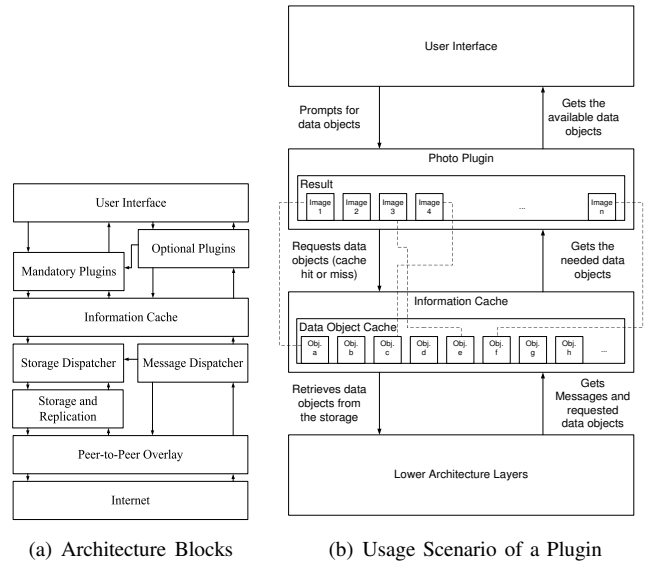 User Interface
Optional Plugins
Mandatory Plugins
Information Cache
Storage Dispatcher
Message Dispatcher
Storage and
Replication
Peer-to-Peer Overlay
Internet
(a) Architecture Blocks
User Interface
Prompts for
data objects
Gets the
available data
objects
Photo Plugin
Result
Image
1
Image
2
Image
3
Image
4
...
Image
n
Requests data
objects (cache
hit or miss)
Gets the
needed data
objects
Information Cache
Data Object Cache
Obj.
a
Obj.
b
Obj.
c
Obj.
d
Obj.
e
Obj.
f
Obj.
g
Obj.
h
...
Retrieves data
objects from
the storage
Gets
Messages and
requested
data objects
Lower Architecture Layers
(b) Usage Scenario of a Plugin